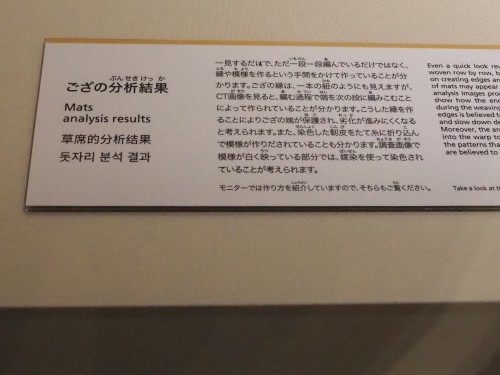 ござの分析結果
Mats
analysis results
草席的分析结果
돗자리 분석 결과
一見するだけで、ただ一段一段編んでいるだけではなく、
縁や模様を作るという手間をかけて作っていることが分
かります。ござの縁は、一本の紐のようにも見えますが、
CT画像を見ると、編む過程で端を次の段に編みこむこと
によって作られていることが分かります。こうした縁を作
ることによりござの端が保護され、劣化が進みにくくなる
と考えられます。また、染色した靭皮をたて糸に折り込ん
で模様が作りだされていることも分かります。調査画像で
模様が白く映っている部分では、媒染を使って染色され
ていることが考えられます。
モニターでは作り方を紹介していますので、そちらもご覧ください。
Even a quick look
woven row by row,
on creating edges an
of mats may appear
analysis images
show how the
during the weaving
edges is believed to
and slow down
Moreover, the
into the warp to
the patterns tha
are believed to
Take a look at